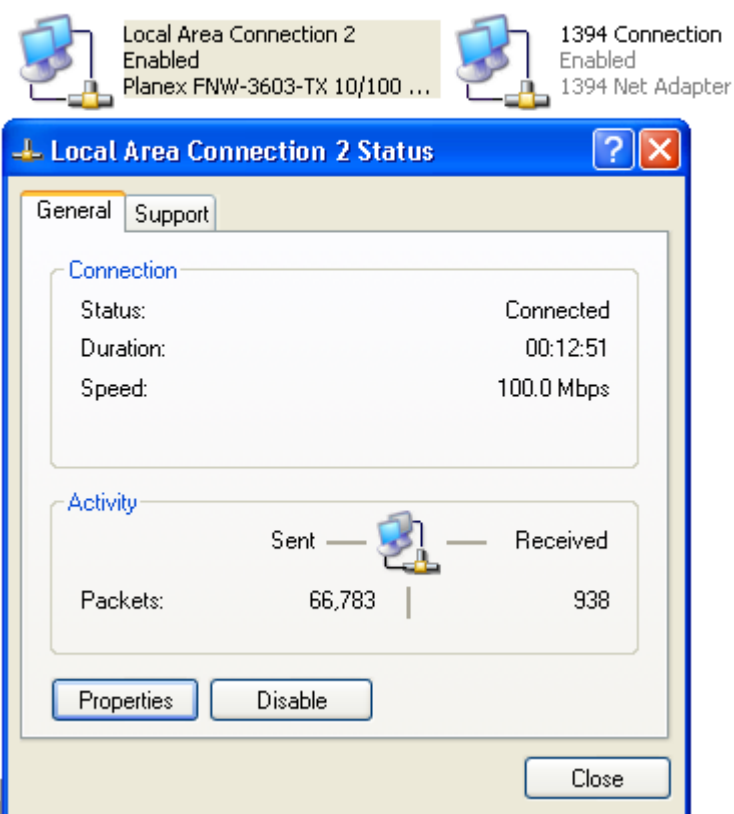 Local Area Connection 2
Enabled
Planex FNW-3603-TX 10/100 ...
1394 Connection
Enabled
1394 Net Adapter
Local Area Connection 2 Status
General Support
Connection
Status: Connected
Duration: 00:12:51
Speed: 100.0 Mbps
Activity
Sent Received
Packets: 66,783 938
Properties Disable
Close